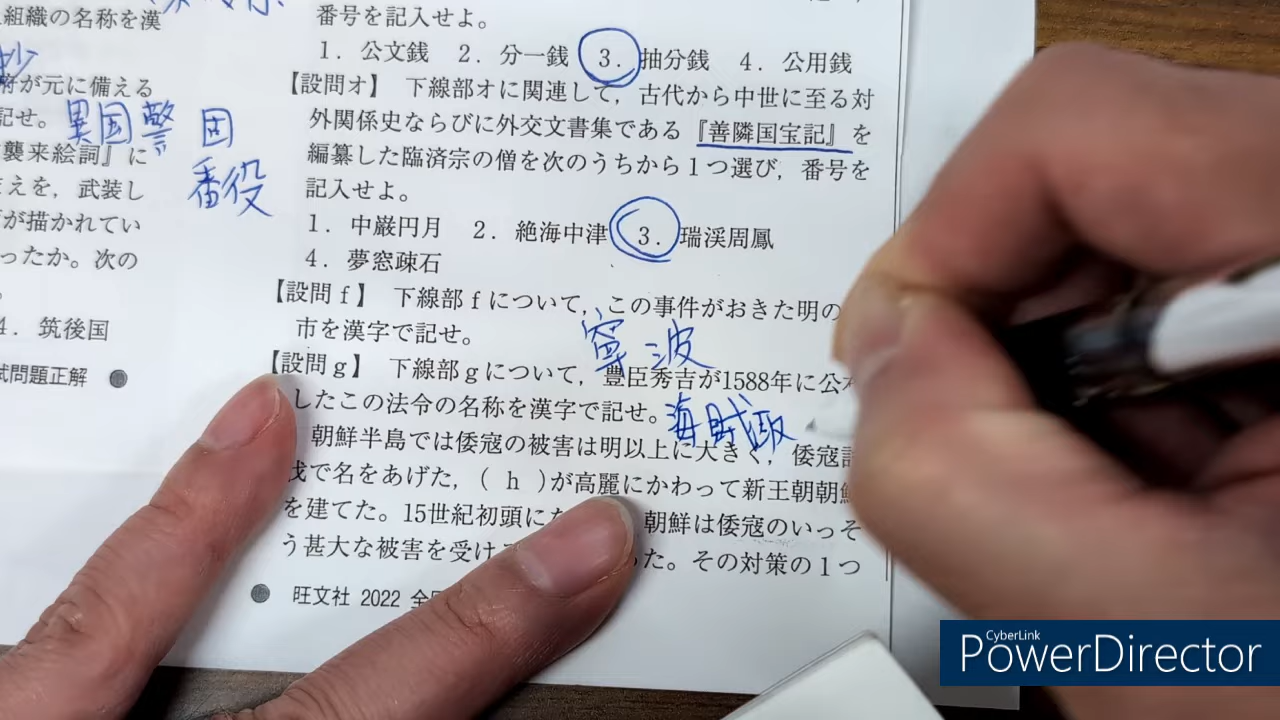 組織の名称を漢
府が元に備える
記せ。
異国警固
番役
襲来絵詞』に
さえを，武装し
が描かれてい
ったか。次の
4．筑後国
試問題正解
番号を記入せよ。
1．公文銭 2．分一銭 3．抽分銭 4．公用銭
【設問オ】 下線部オに関連して，古代から中世に至る対
外関係史ならびに外交文書集である『善隣国宝記』を
編纂した臨済宗の僧を次のうちから1つ選び，番号を
記入せよ。
1．中巌円月 2．絶海中津 3．瑞渓周鳳
4．夢窓疎石
【設問f】 下線部fについて，この事件がおきた明の
市を漢字で記せ。
寧波
【設問g】 下線部gについて，豊臣秀吉が1588年に公
したこの法令の名称を漢字で記せ。
海賊取
朝鮮半島では倭寇の被害は明以上に大きく，倭寇
伐で名をあげた，( h )が高麗にかわって新王朝朝鮮
を建てた。15世紀初頭に 朝鮮は倭寇のいっそ
う甚大な被害を受け った。その対策の1つ
旺文社 2022 全
CyberLink
PowerDirector